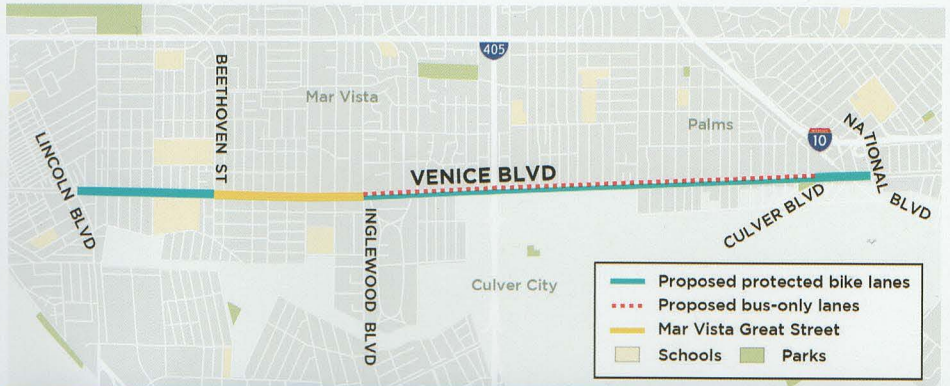 405
BEETHOVEN ST
Mar Vista
Palms
INTERSTATE
10
NATIONAL BLVD
LINCOLN BLVD
VENICE BLVD
CULVER BLVD
INGLEWOOD BLVD
Culver City
Proposed protected bike lanes
Proposed bus-only lanes
Mar Vista Great Street
Schools
Parks